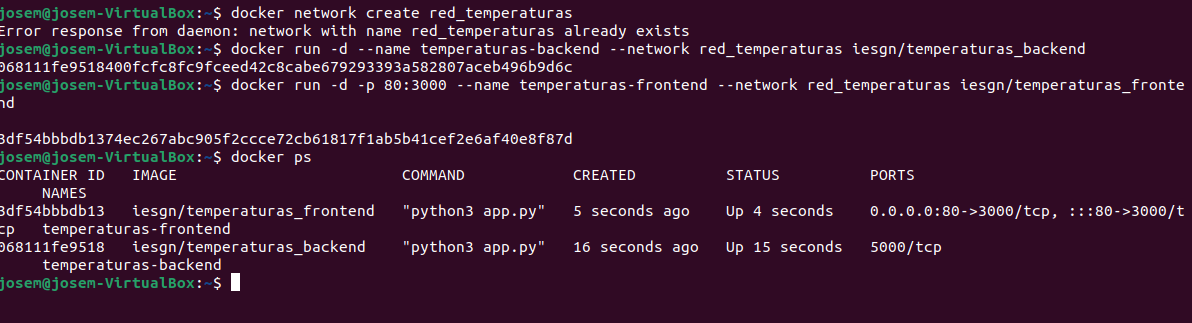 josem@josem-VirtualBox:~$ docker network create red_temperaturas
Error response from daemon: network with name red_temperaturas already exists
josem@josem-VirtualBox:~$ docker run -d --name temperaturas-backend --network red_temperaturas iesgn/temperaturas_backend
068111fe9518400fcfc8fc9fceed42c8cabe679293393a582807aceb496b9d6c
josem@josem-VirtualBox:~$ docker run -d -p 80:3000 --name temperaturas-frontend --network red_temperaturas iesgn/temperaturas_fronte
nd
3df54bbbdb1374ec267abc905f2ccce72cb61817f1ab5b41cef2e6af40e8f87d
josem@josem-VirtualBox:~$ docker ps
CONTAINER ID   IMAGE                         COMMAND            CREATED          STATUS          PORTS
     NAMES
3df54bbbdb13   iesgn/temperaturas_frontend   "python3 app.py"   5 seconds ago    Up 4 seconds    0.0.0.0:80->3000/tcp, :::80->3000/t
cp   temperaturas-frontend
068111fe9518   iesgn/temperaturas_backend    "python3 app.py"   16 seconds ago   Up 15 seconds   5000/tcp
     temperaturas-backend
josem@josem-VirtualBox:~$